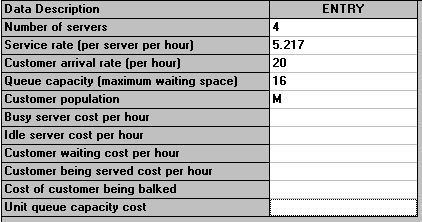 Data Description ENTRY
Number of servers 4
Service rate (per server per hour) 5.217
Customer arrival rate (per hour) 20
Queue capacity (maximum waiting space) 16
Customer population M
Busy server cost per hour
Idle server cost per hour
Customer waiting cost per hour
Customer being served cost per hour
Cost of customer being balked
Unit queue capacity cost